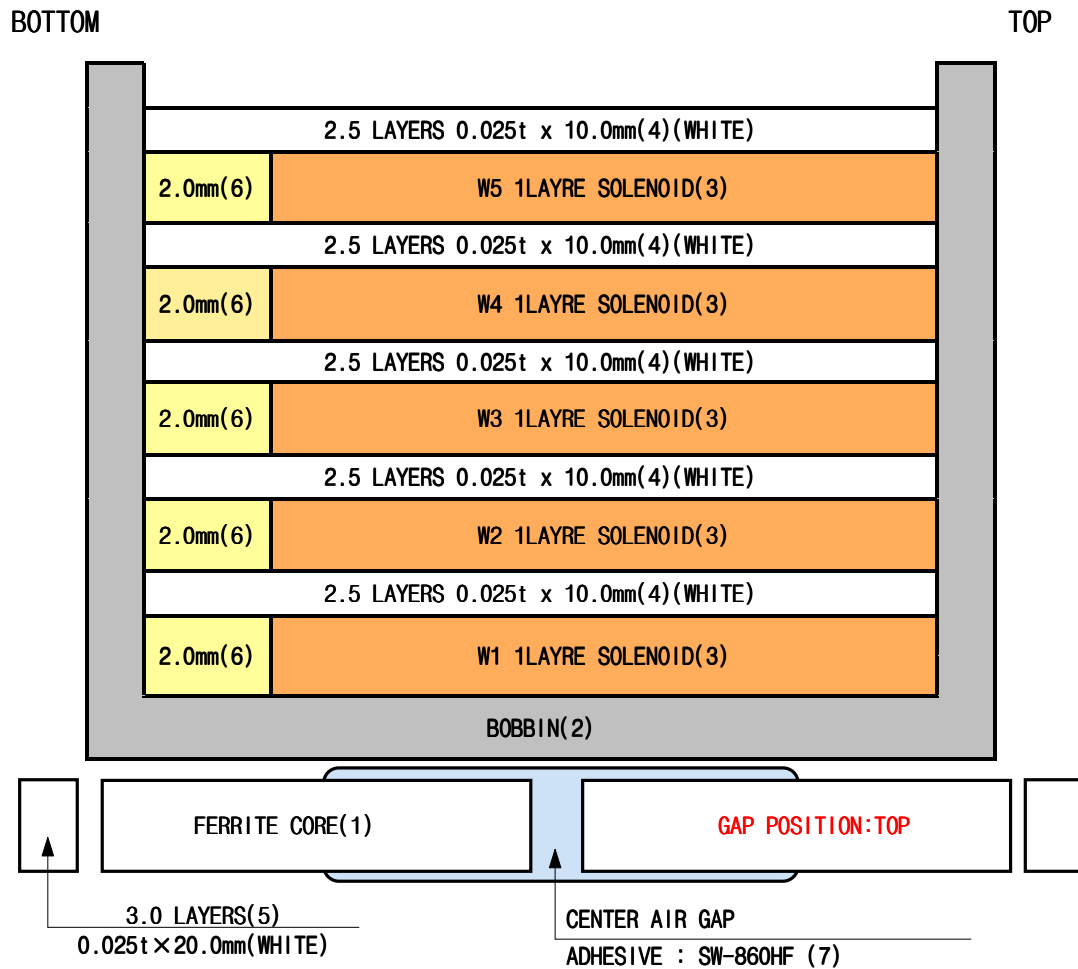 BOTTOM
TOP
2.5 LAYERS 0.025t x 10.0mm(4)(WHITE)
2.0mm(6)
W5 1LAYRE SOLENOID(3)
2.5 LAYERS 0.025t x 10.0mm(4)(WHITE)
2.0mm(6)
W4 1LAYRE SOLENOID(3)
2.5 LAYERS 0.025t x 10.0mm(4)(WHITE)
2.0mm(6)
W3 1LAYRE SOLENOID(3)
2.5 LAYERS 0.025t x 10.0mm(4)(WHITE)
2.0mm(6)
W2 1LAYRE SOLENOID(3)
2.5 LAYERS 0.025t x 10.0mm(4)(WHITE)
2.0mm(6)
W1 1LAYRE SOLENOID(3)
BOBBIN(2)
FERRITE CORE(1)
GAP POSITION:TOP
3.0 LAYERS(5)
0.025t×20.0mm(WHITE)
CENTER AIR GAP
ADHESIVE : SW-860HF (7)